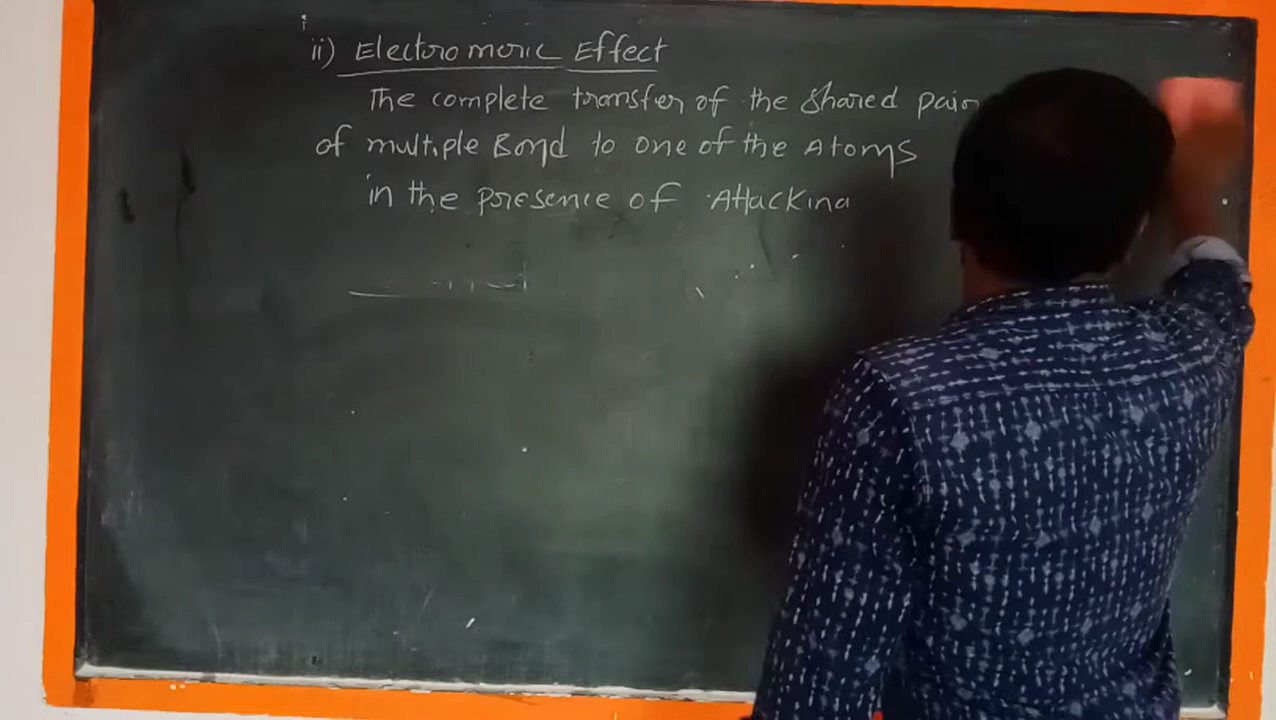 ii) Electromeric Effect
The complete transfer of the shared pair
of multiple Bond to one of the Atoms
in the presence of Attacking